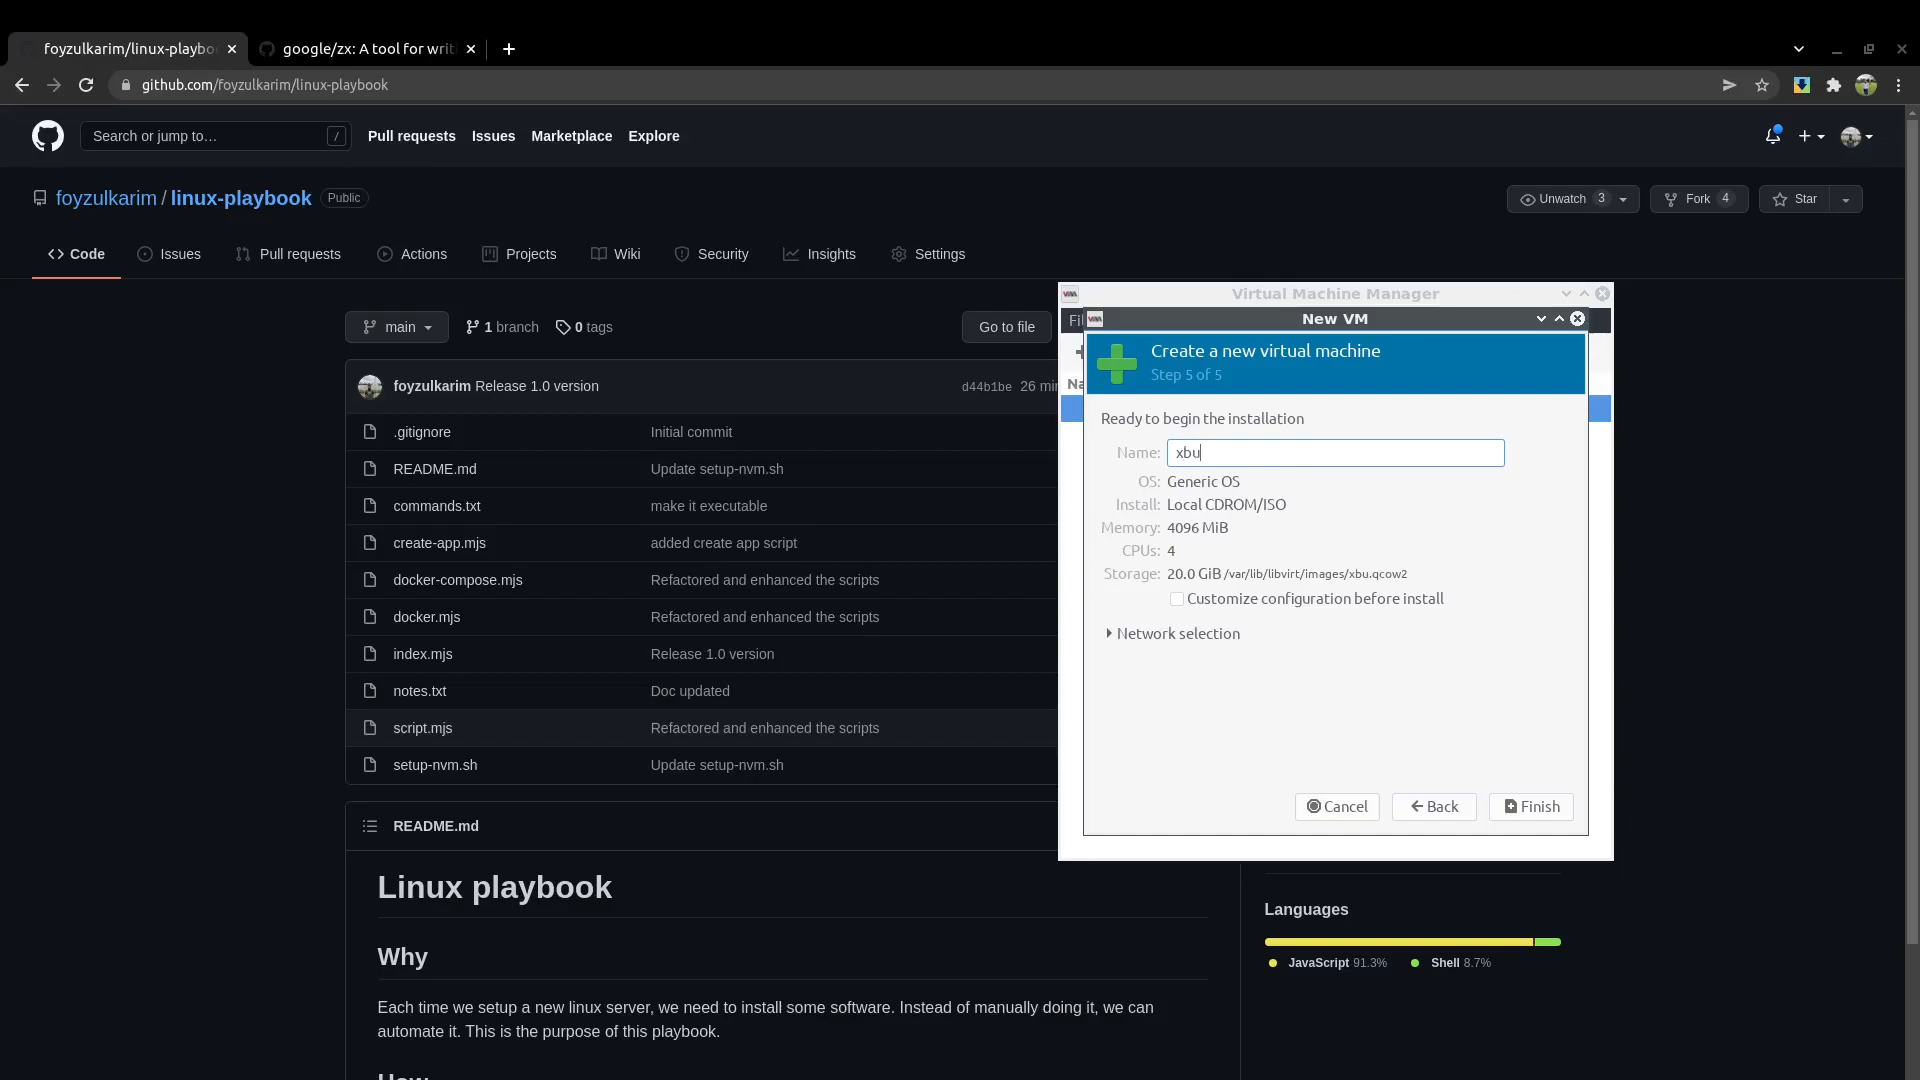 foyzulkarim/linux-playbo
google/zx: A tool for writ
github.com/foyzulkarim/linux-playbook
Search or jump to…
/
Pull requests
Issues
Marketplace
Explore
foyzulkarim / linux-playbook
Public
Unwatch 3
Fork 4
Star
Code
Issues
Pull requests
Actions
Projects
Wiki
Security
Insights
Settings
main
1 branch
0 tags
Go to file
foyzulkarim Release 1.0 version
d44b1be 26 min
.gitignore Initial commit
README.md Update setup-nvm.sh
commands.txt make it executable
create-app.mjs added create app script
docker-compose.mjs Refactored and enhanced the scripts
docker.mjs Refactored and enhanced the scripts
index.mjs Release 1.0 version
notes.txt Doc updated
script.mjs Refactored and enhanced the scripts
setup-nvm.sh Update setup-nvm.sh
README.md
Linux playbook
Why
Each time we setup a new linux server, we need to install some software. Instead of manually doing it, we can
automate it. This is the purpose of this playbook.
Virtual Machine Manager
Fi
Na
New VM
Create a new virtual machine
Step 5 of 5
Ready to begin the installation
Name: xbu
OS: Generic OS
Install: Local CDROM/ISO
Memory: 4096 MiB
CPUs: 4
Storage: 20.0 GiB /var/lib/libvirt/images/xbu.qcow2
Customize configuration before install
Network selection
Cancel
Back
Finish
Languages
JavaScript 91.3%
Shell 8.7%